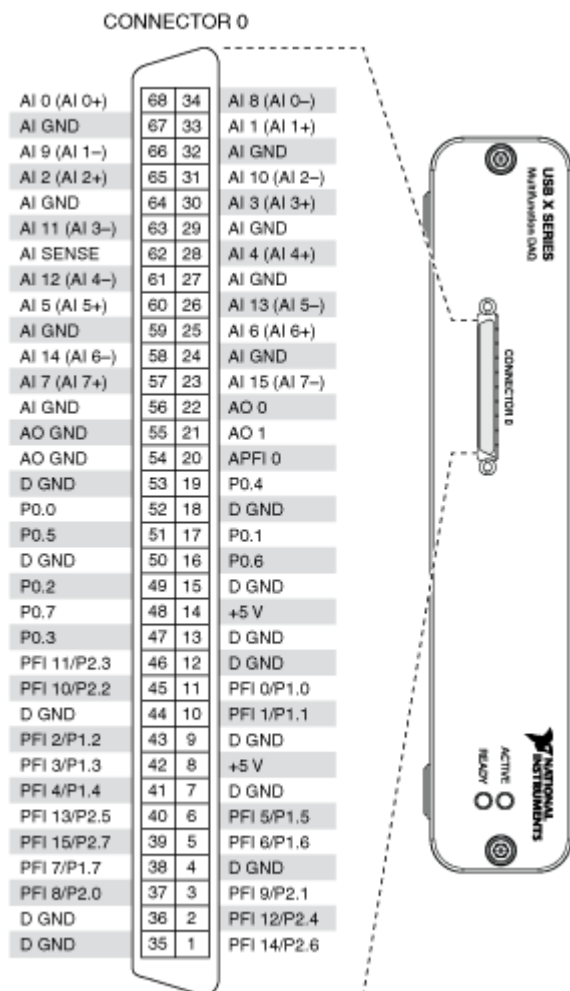 CONNECTOR 0
AI 0 (AI 0+) 68 34 AI 8 (AI 0–)
AI GND 67 33 AI 1 (AI 1+)
AI 9 (AI 1–) 66 32 AI GND
AI 2 (AI 2+) 65 31 AI 10 (AI 2–)
AI GND 64 30 AI 3 (AI 3+)
AI 11 (AI 3–) 63 29 AI GND
AI SENSE 62 28 AI 4 (AI 4+)
AI 12 (AI 4–) 61 27 AI GND
AI 5 (AI 5+) 60 26 AI 13 (AI 5–)
AI GND 59 25 AI 6 (AI 6+)
AI 14 (AI 6–) 58 24 AI GND
AI 7 (AI 7+) 57 23 AI 15 (AI 7–)
AI GND 56 22 AO 0
AO GND 55 21 AO 1
AO GND 54 20 APFI 0
D GND 53 19 P0.4
P0.0 52 18 D GND
P0.5 51 17 P0.1
D GND 50 16 P0.6
P0.2 49 15 D GND
P0.7 48 14 +5 V
P0.3 47 13 D GND
PFI 11/P2.3 46 12 D GND
PFI 10/P2.2 45 11 PFI 0/P1.0
D GND 44 10 PFI 1/P1.1
PFI 2/P1.2 43 9 D GND
PFI 3/P1.3 42 8 +5 V
PFI 4/P1.4 41 7 D GND
PFI 13/P2.5 40 6 PFI 5/P1.5
PFI 15/P2.7 39 5 PFI 6/P1.6
PFI 7/P1.7 38 4 D GND
PFI 8/P2.0 37 3 PFI 9/P2.1
D GND 36 2 PFI 12/P2.4
D GND 35 1 PFI 14/P2.6
USB X SERIES
Multifunction DAQ
CONNECTOR 0
NATIONAL
INSTRUMENTS
ACTIVE
READY